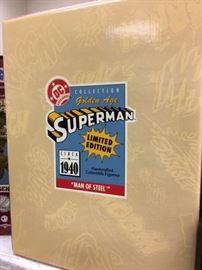 DC
COLLECTION
Golden Age
SUPERMAN
LIMITED
EDITION
CIRCA
1940
Handcrafted
Collectible Figurine
"MAN OF STEEL"